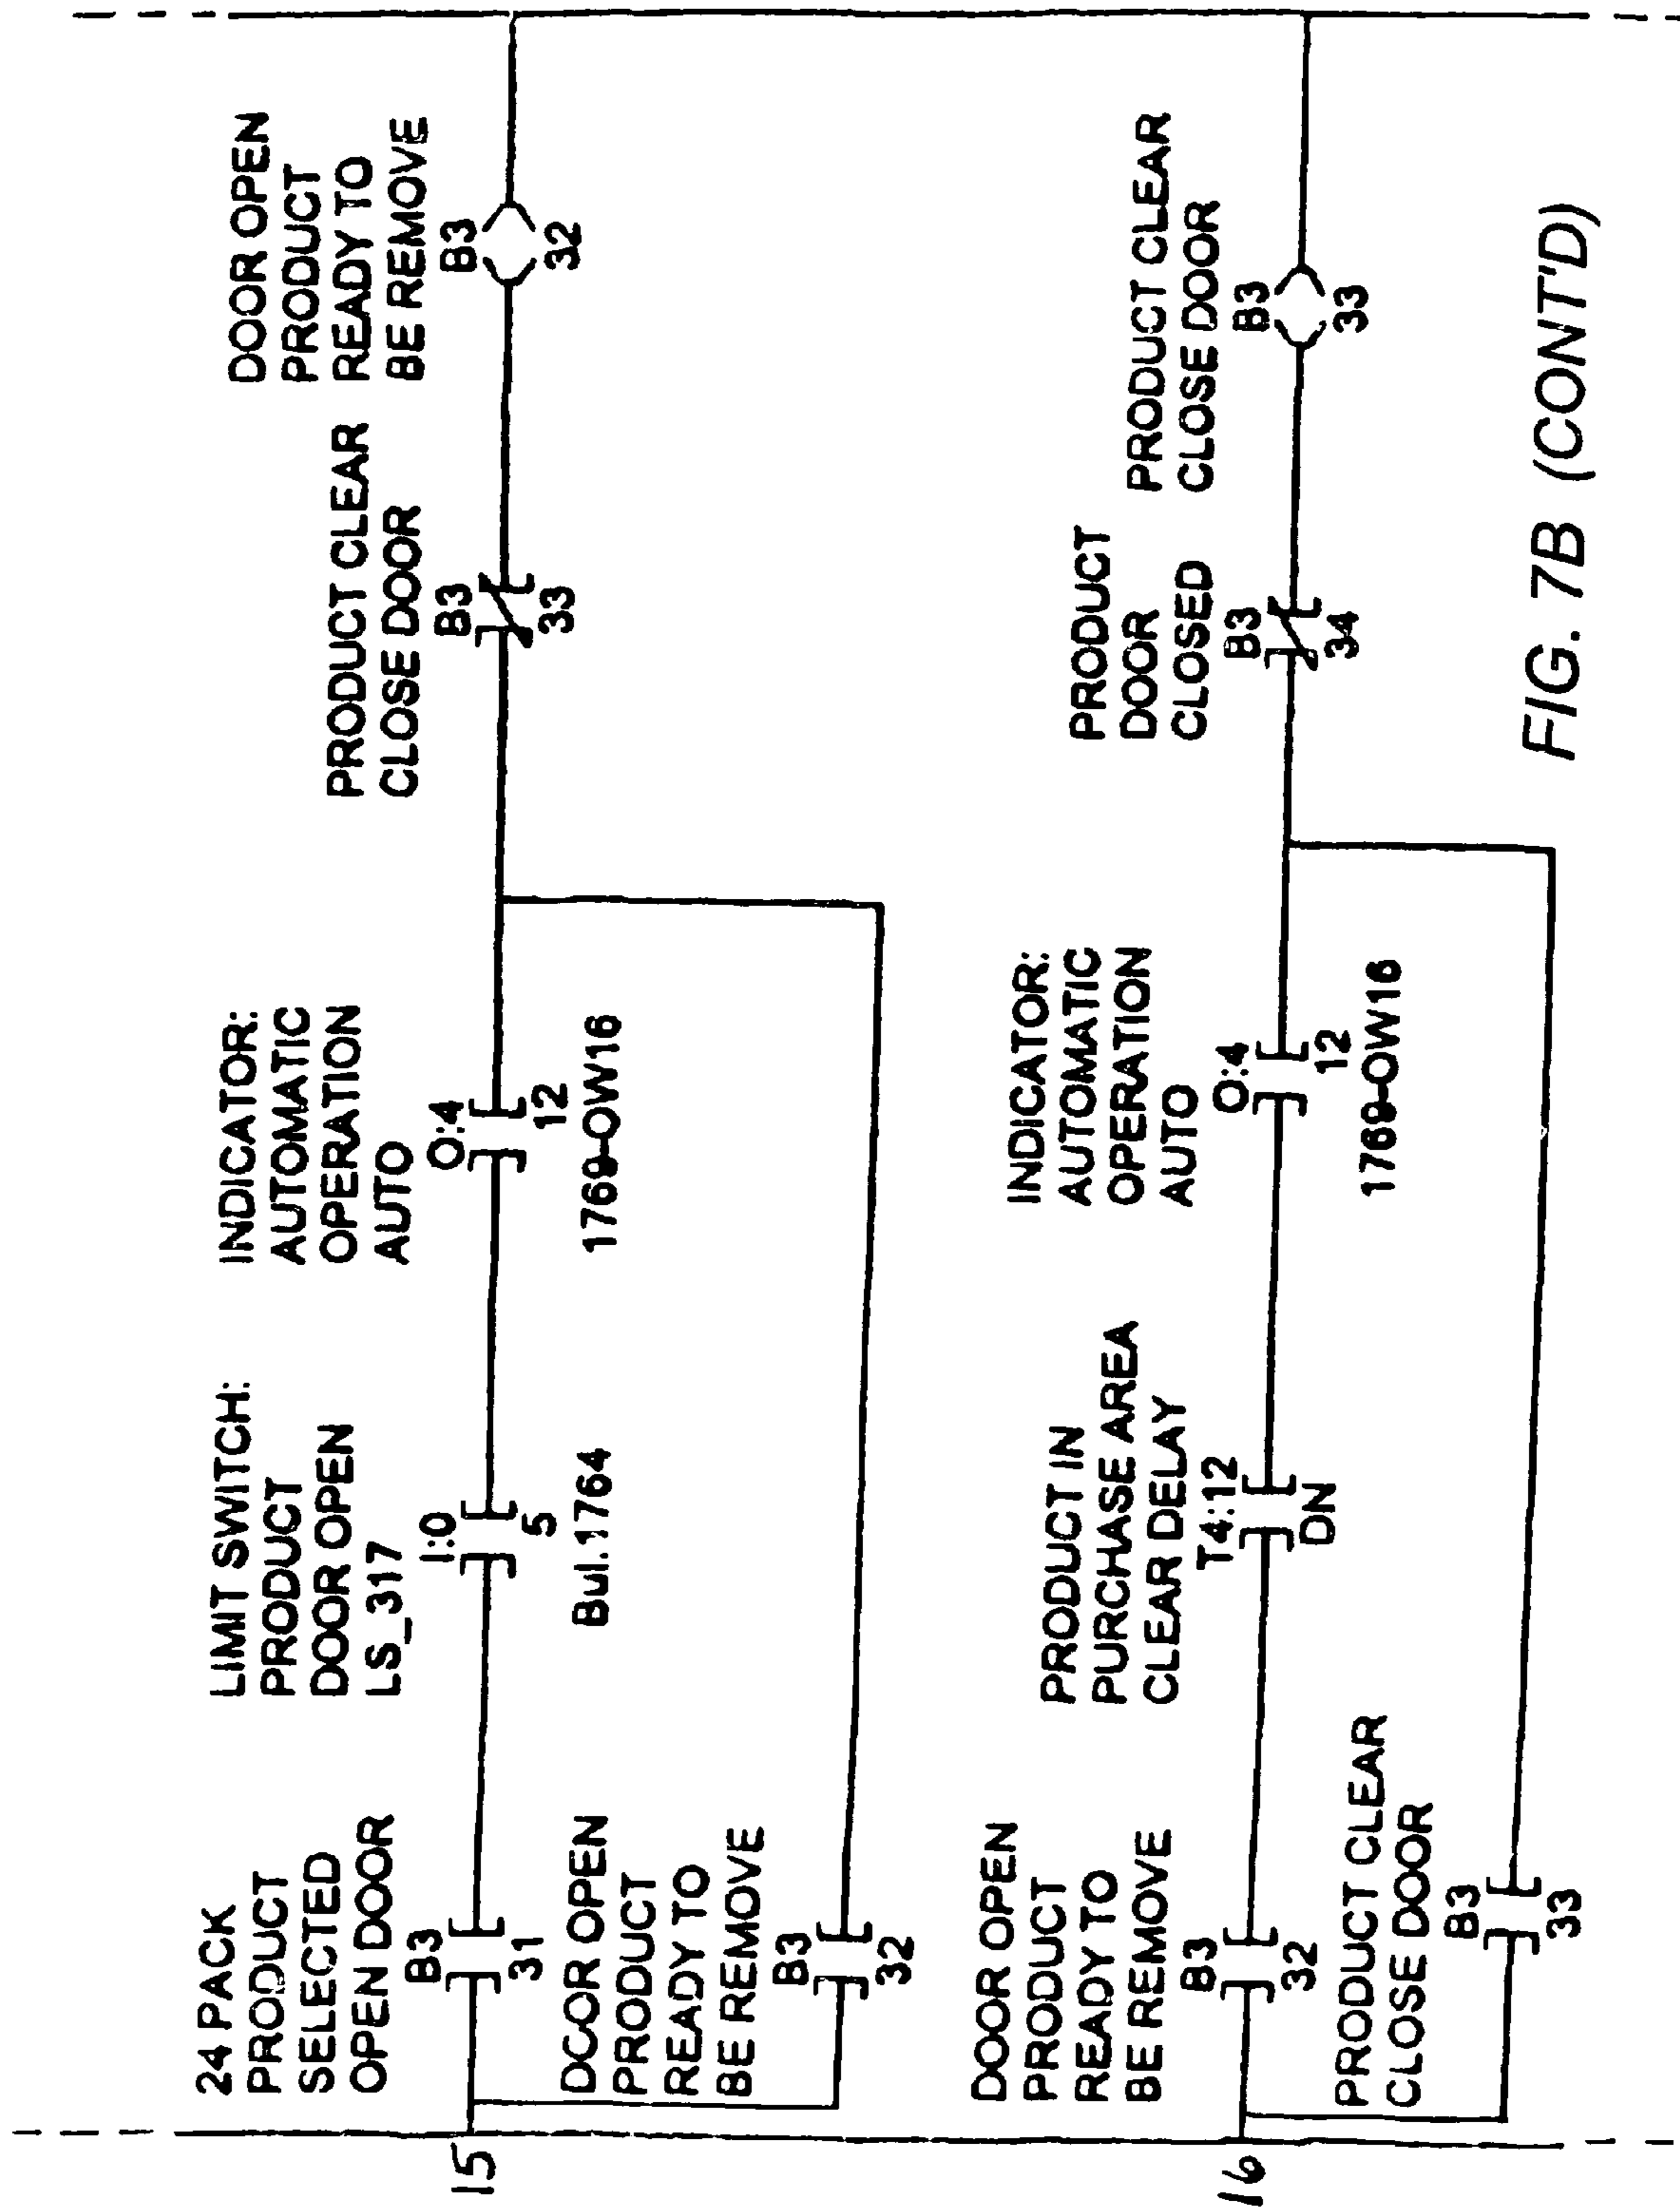 15
24 PACK
PRODUCT
SELECTED
OPEN DOOR
B3
31
LIMIT SWITCH:
PRODUCT
DOOR OPEN
LS_317
I:0
5
Bul.1764
INDICATOR:
AUTOMATIC
OPERATION
AUTO
O:4
12
1769-OW16
PRODUCT CLEAR
CLOSE DOOR
B3
33
DOOR OPEN
PRODUCT
READY TO
BE REMOVE
B3
32
DOOR OPEN
PRODUCT
READY TO
BE REMOVE
B3
32
16
DOOR OPEN
PRODUCT
READY TO
BE REMOVE
B3
32
PRODUCT IN
PURCHASE AREA
CLEAR DELAY
T4:12
DN
INDICATOR:
AUTOMATIC
OPERATION
AUTO
O:4
12
1769-OW16
PRODUCT
DOOR
CLOSED
B3
34
PRODUCT CLEAR
CLOSE DOOR
B3
33
PRODUCT CLEAR
CLOSE DOOR
B3
33
FIG. 7B (CONT'D)